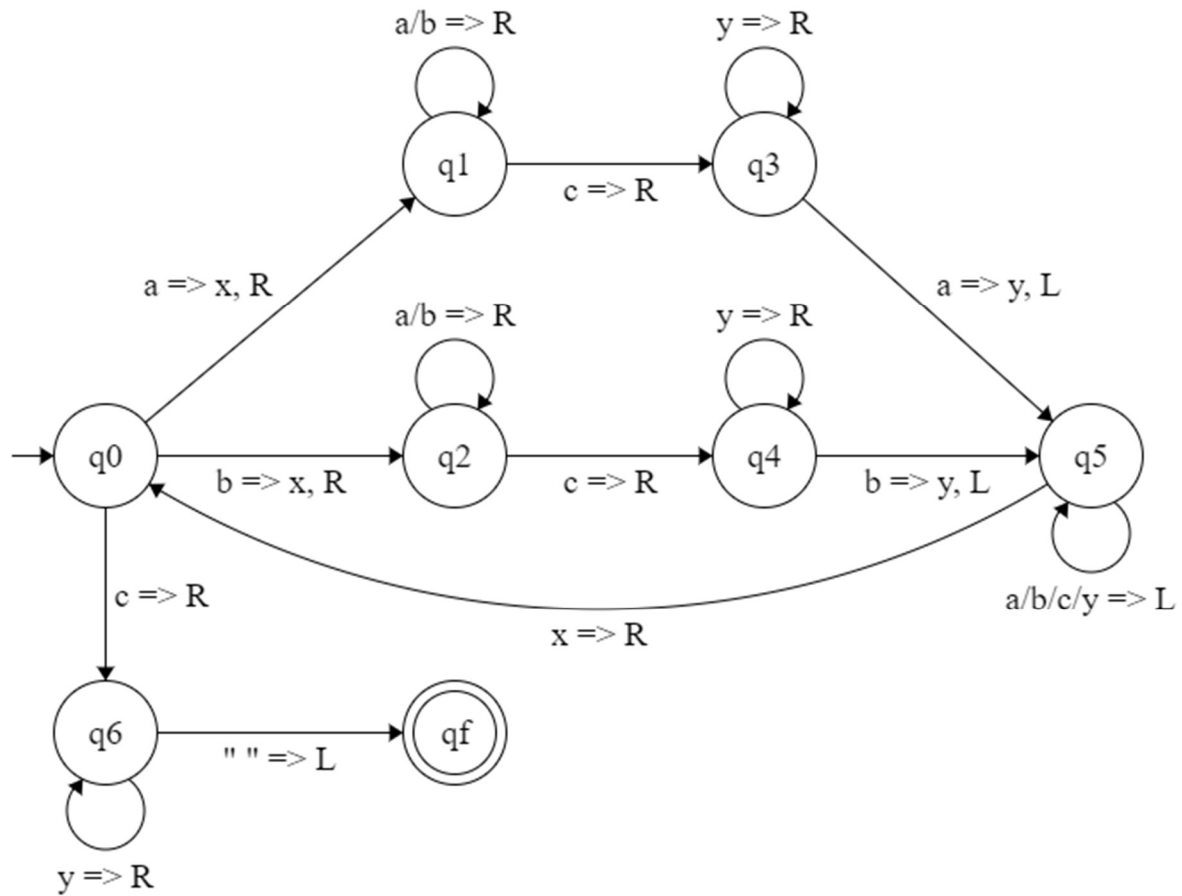 a/b => R
y => R
q1
q3
c => R
a => x, R
a => y, L
a/b => R
y => R
q0
q2
q4
q5
b => x, R
c => R
b => y, L
c => R
a/b/c/y => L
x => R
q6
qf
" " => L
y => R